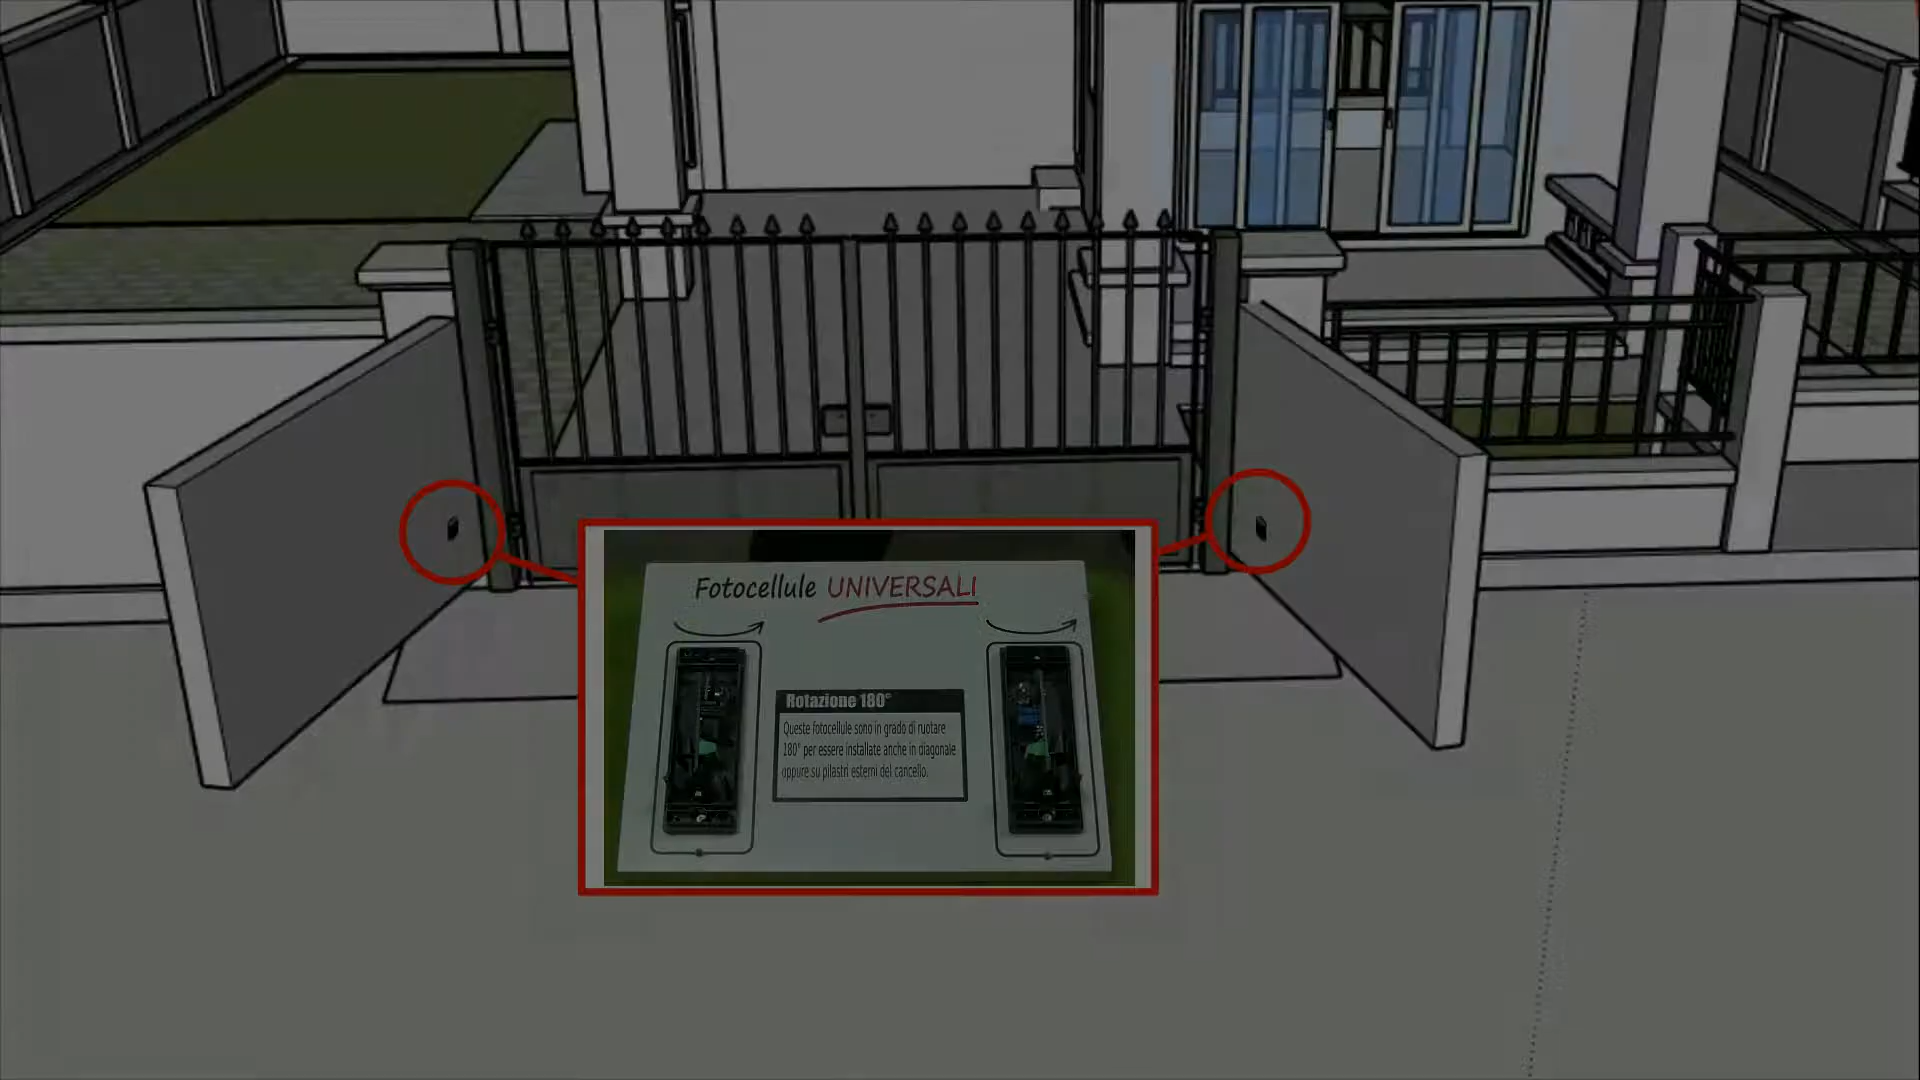 Fotocellule UNIVERSALI
Rotazione 180°
Queste fotocellule sono in grado di ruotare
180° per essere installate anche in diagonale
oppure su pilastri esterni del cancello.